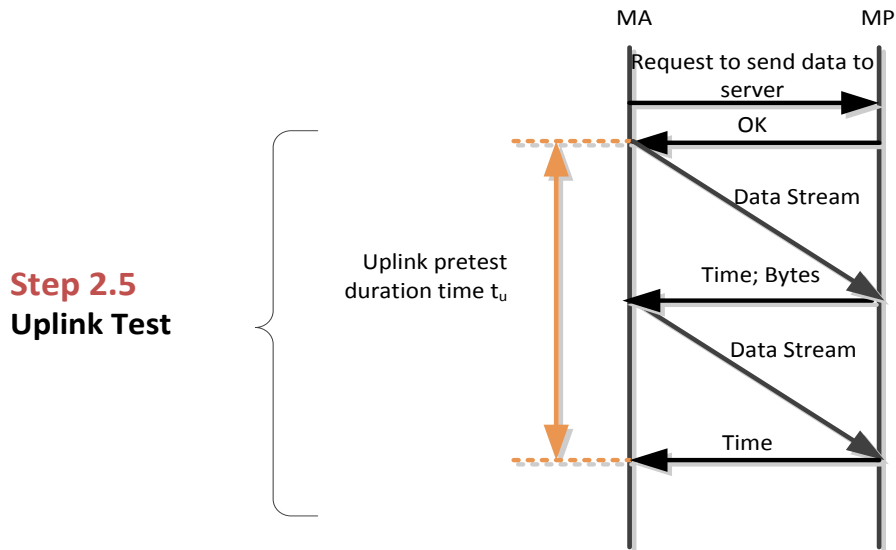 MA
MP
Request to send data to
server
OK
Data Stream
Uplink pretest
duration time tu
Time; Bytes
Step 2.5
Uplink Test
Data Stream
Time